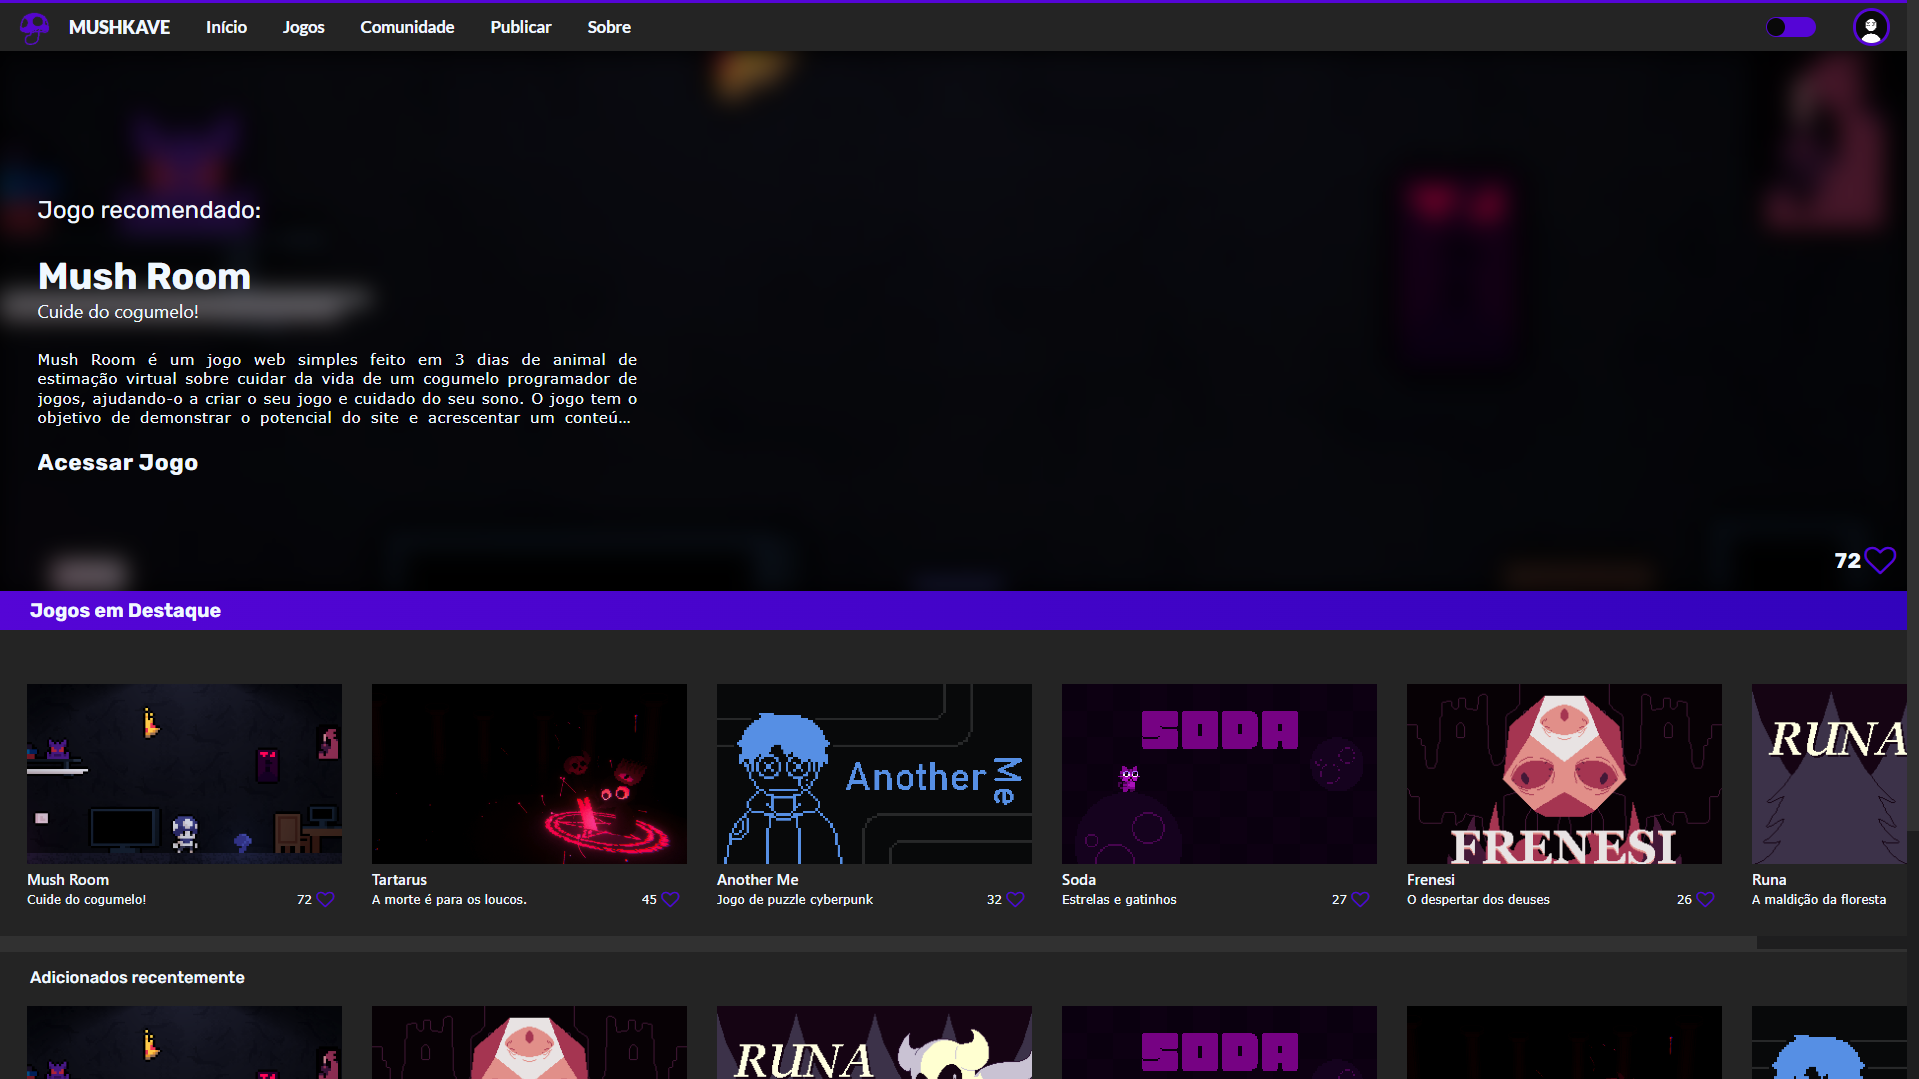 MUSHKAVE Início Jogos Comunidade Publicar Sobre
Jogo recomendado:
Mush Room
Cuide do cogumelo!
Mush Room é um jogo web simples feito em 3 dias de animal de
estimação virtual sobre cuidar da vida de um cogumelo programador de
jogos, ajudando-o a criar o seu jogo e cuidado do seu sono. O jogo tem o
objetivo de demonstrar o potencial do site e acrescentar um conteú...
Acessar Jogo
72
Jogos em Destaque
Another Me
SODA
FRENESI
RUNA
Mush Room
Cuide do cogumelo! 72
Tartarus
A morte é para os loucos. 45
Another Me
Jogo de puzzle cyberpunk 32
Soda
Estrelas e gatinhos 27
Frenesi
O despertar dos deuses 26
Runa
A maldição da floresta
Adicionados recentemente
RUNA
SODA